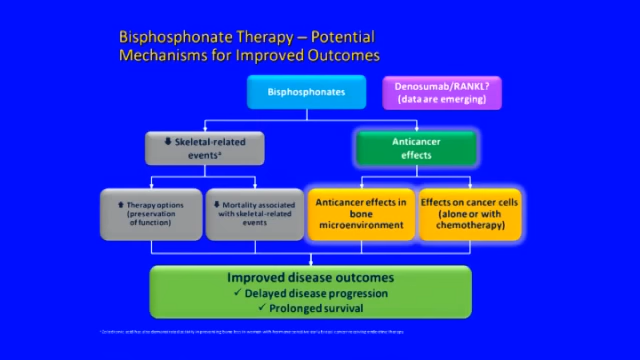 Bisphosphonate Therapy – Potential
Mechanisms for Improved Outcomes
Bisphosphonates
Denosumab/RANKL?
(data are emerging)
⬇ Skeletal-related
eventsª
Anticancer
effects
⬆ Therapy options
(preservation
of function)
⬇ Mortality associated
with skeletal-related
events
Anticancer effects in
bone
microenvironment
Effects on cancer cells
(alone or with
chemotherapy)
Improved disease outcomes
✓ Delayed disease progression
✓ Prolonged survival